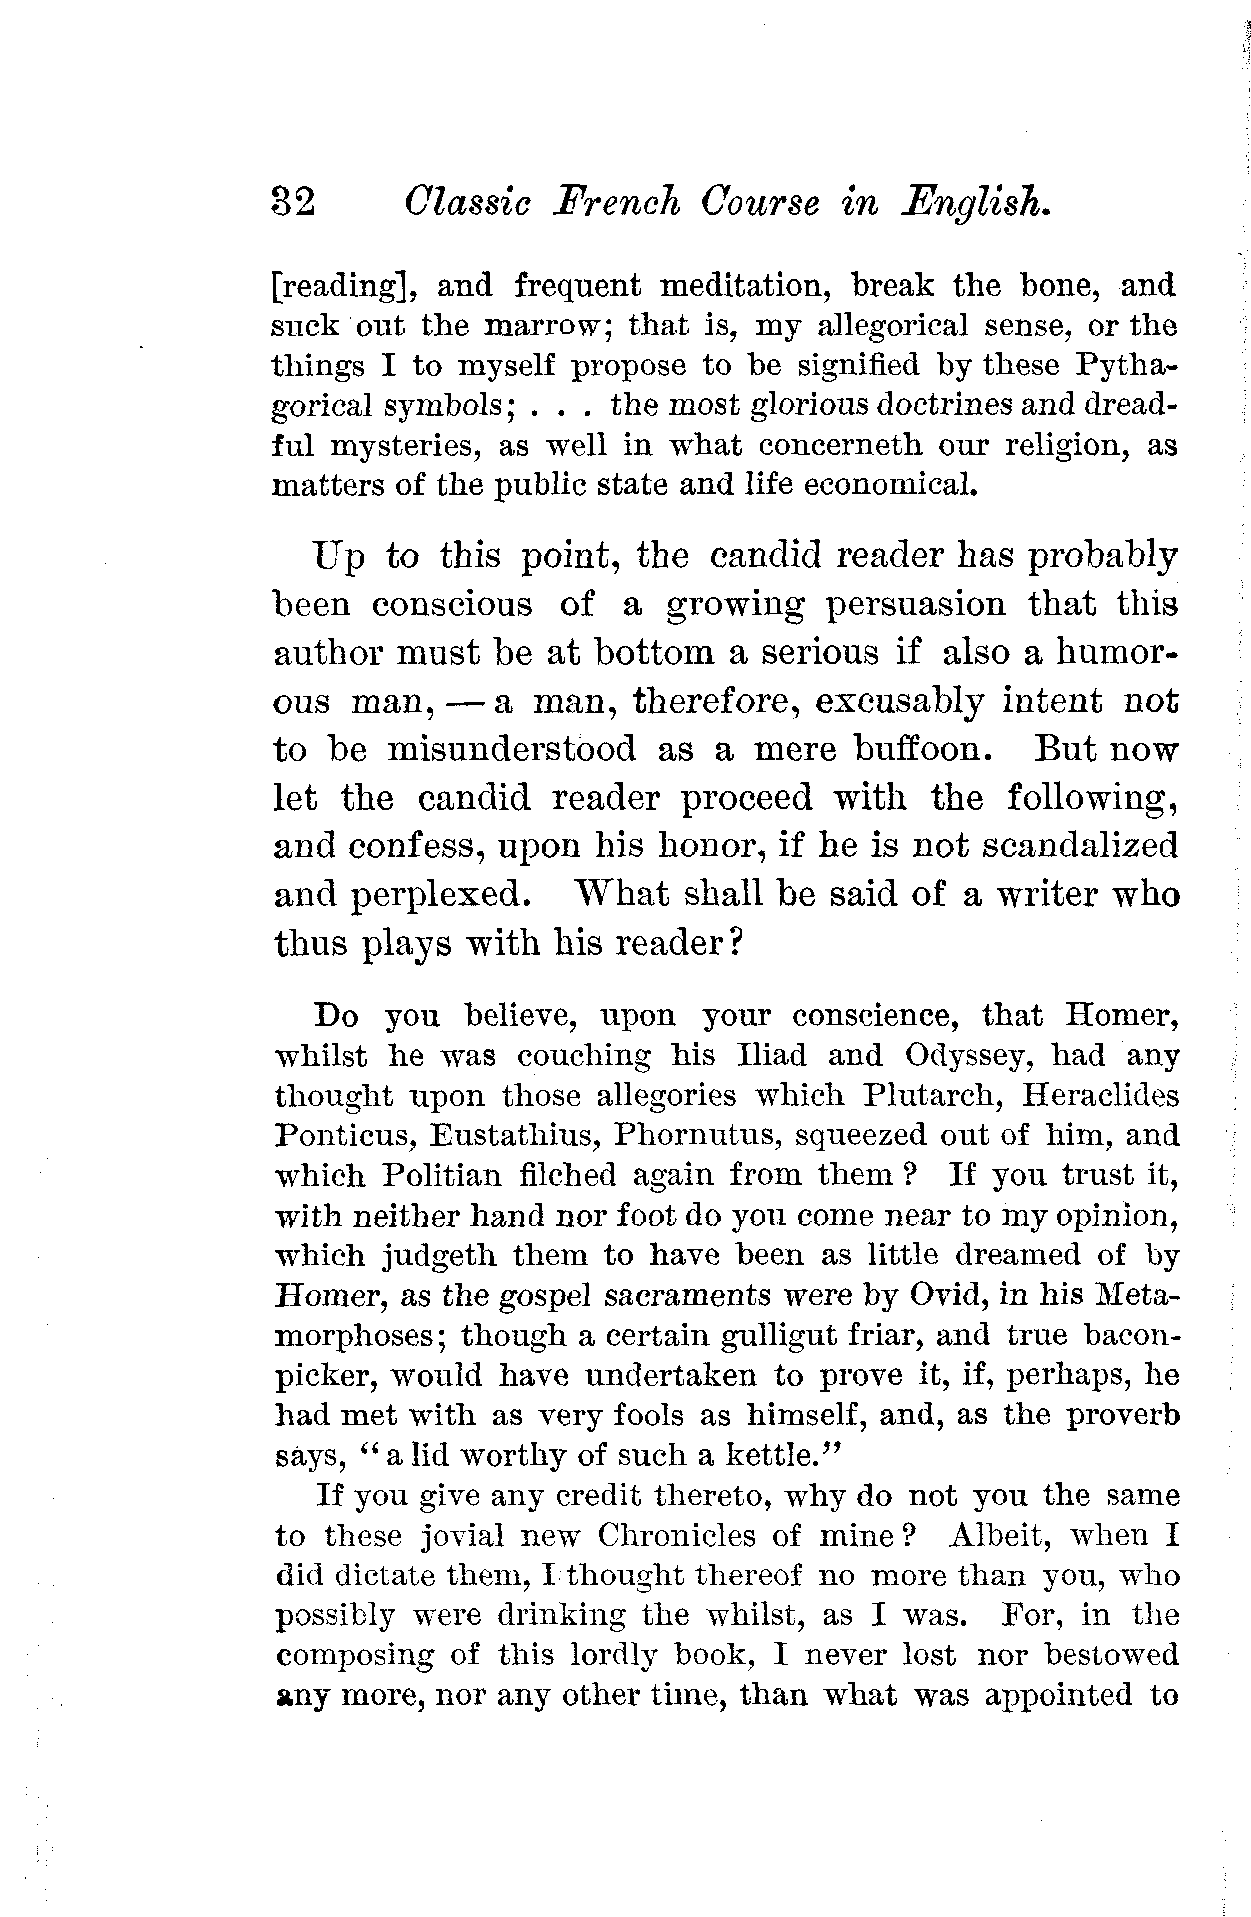 32 Classic French Course in English.
[reading], and frequent meditation, break the bone, and
suck out the marrow; that is, my allegorical sense, or the
things I to myself propose to be signified by these Pytha-
gorical symbols; . . . the most glorious doctrines and dread-
ful mysteries, as well in what concerneth our religion, as
matters of the public state and life economical.
Up to this point, the candid reader has probably
been conscious of a growing persuasion that this
author must be at bottom a serious if also a humor-
ous man, — a man, therefore, excusably intent not
to be misunderstood as a mere buffoon. But now
let the candid reader proceed with the following,
and confess, upon his honor, if he is not scandalized
and perplexed. What shall be said of a writer who
thus plays with his reader?
Do you believe, upon your conscience, that Homer,
whilst he was couching his Iliad and Odyssey, had any
thought upon those allegories which Plutarch, Heraclides
Ponticus, Eustathius, Phornutus, squeezed out of him, and
which Politian filched again from them? If you trust it,
with neither hand nor foot do you come near to my opinion,
which judgeth them to have been as little dreamed of by
Homer, as the gospel sacraments were by Ovid, in his Meta-
morphoses; though a certain gulligut friar, and true bacon-
picker, would have undertaken to prove it, if, perhaps, he
had met with as very fools as himself, and, as the proverb
says, "a lid worthy of such a kettle."
If you give any credit thereto, why do not you the same
to these jovial new Chronicles of mine? Albeit, when I
did dictate them, I thought thereof no more than you, who
possibly were drinking the whilst, as I was. For, in the
composing of this lordly book, I never lost nor bestowed
any more, nor any other time, than what was appointed to